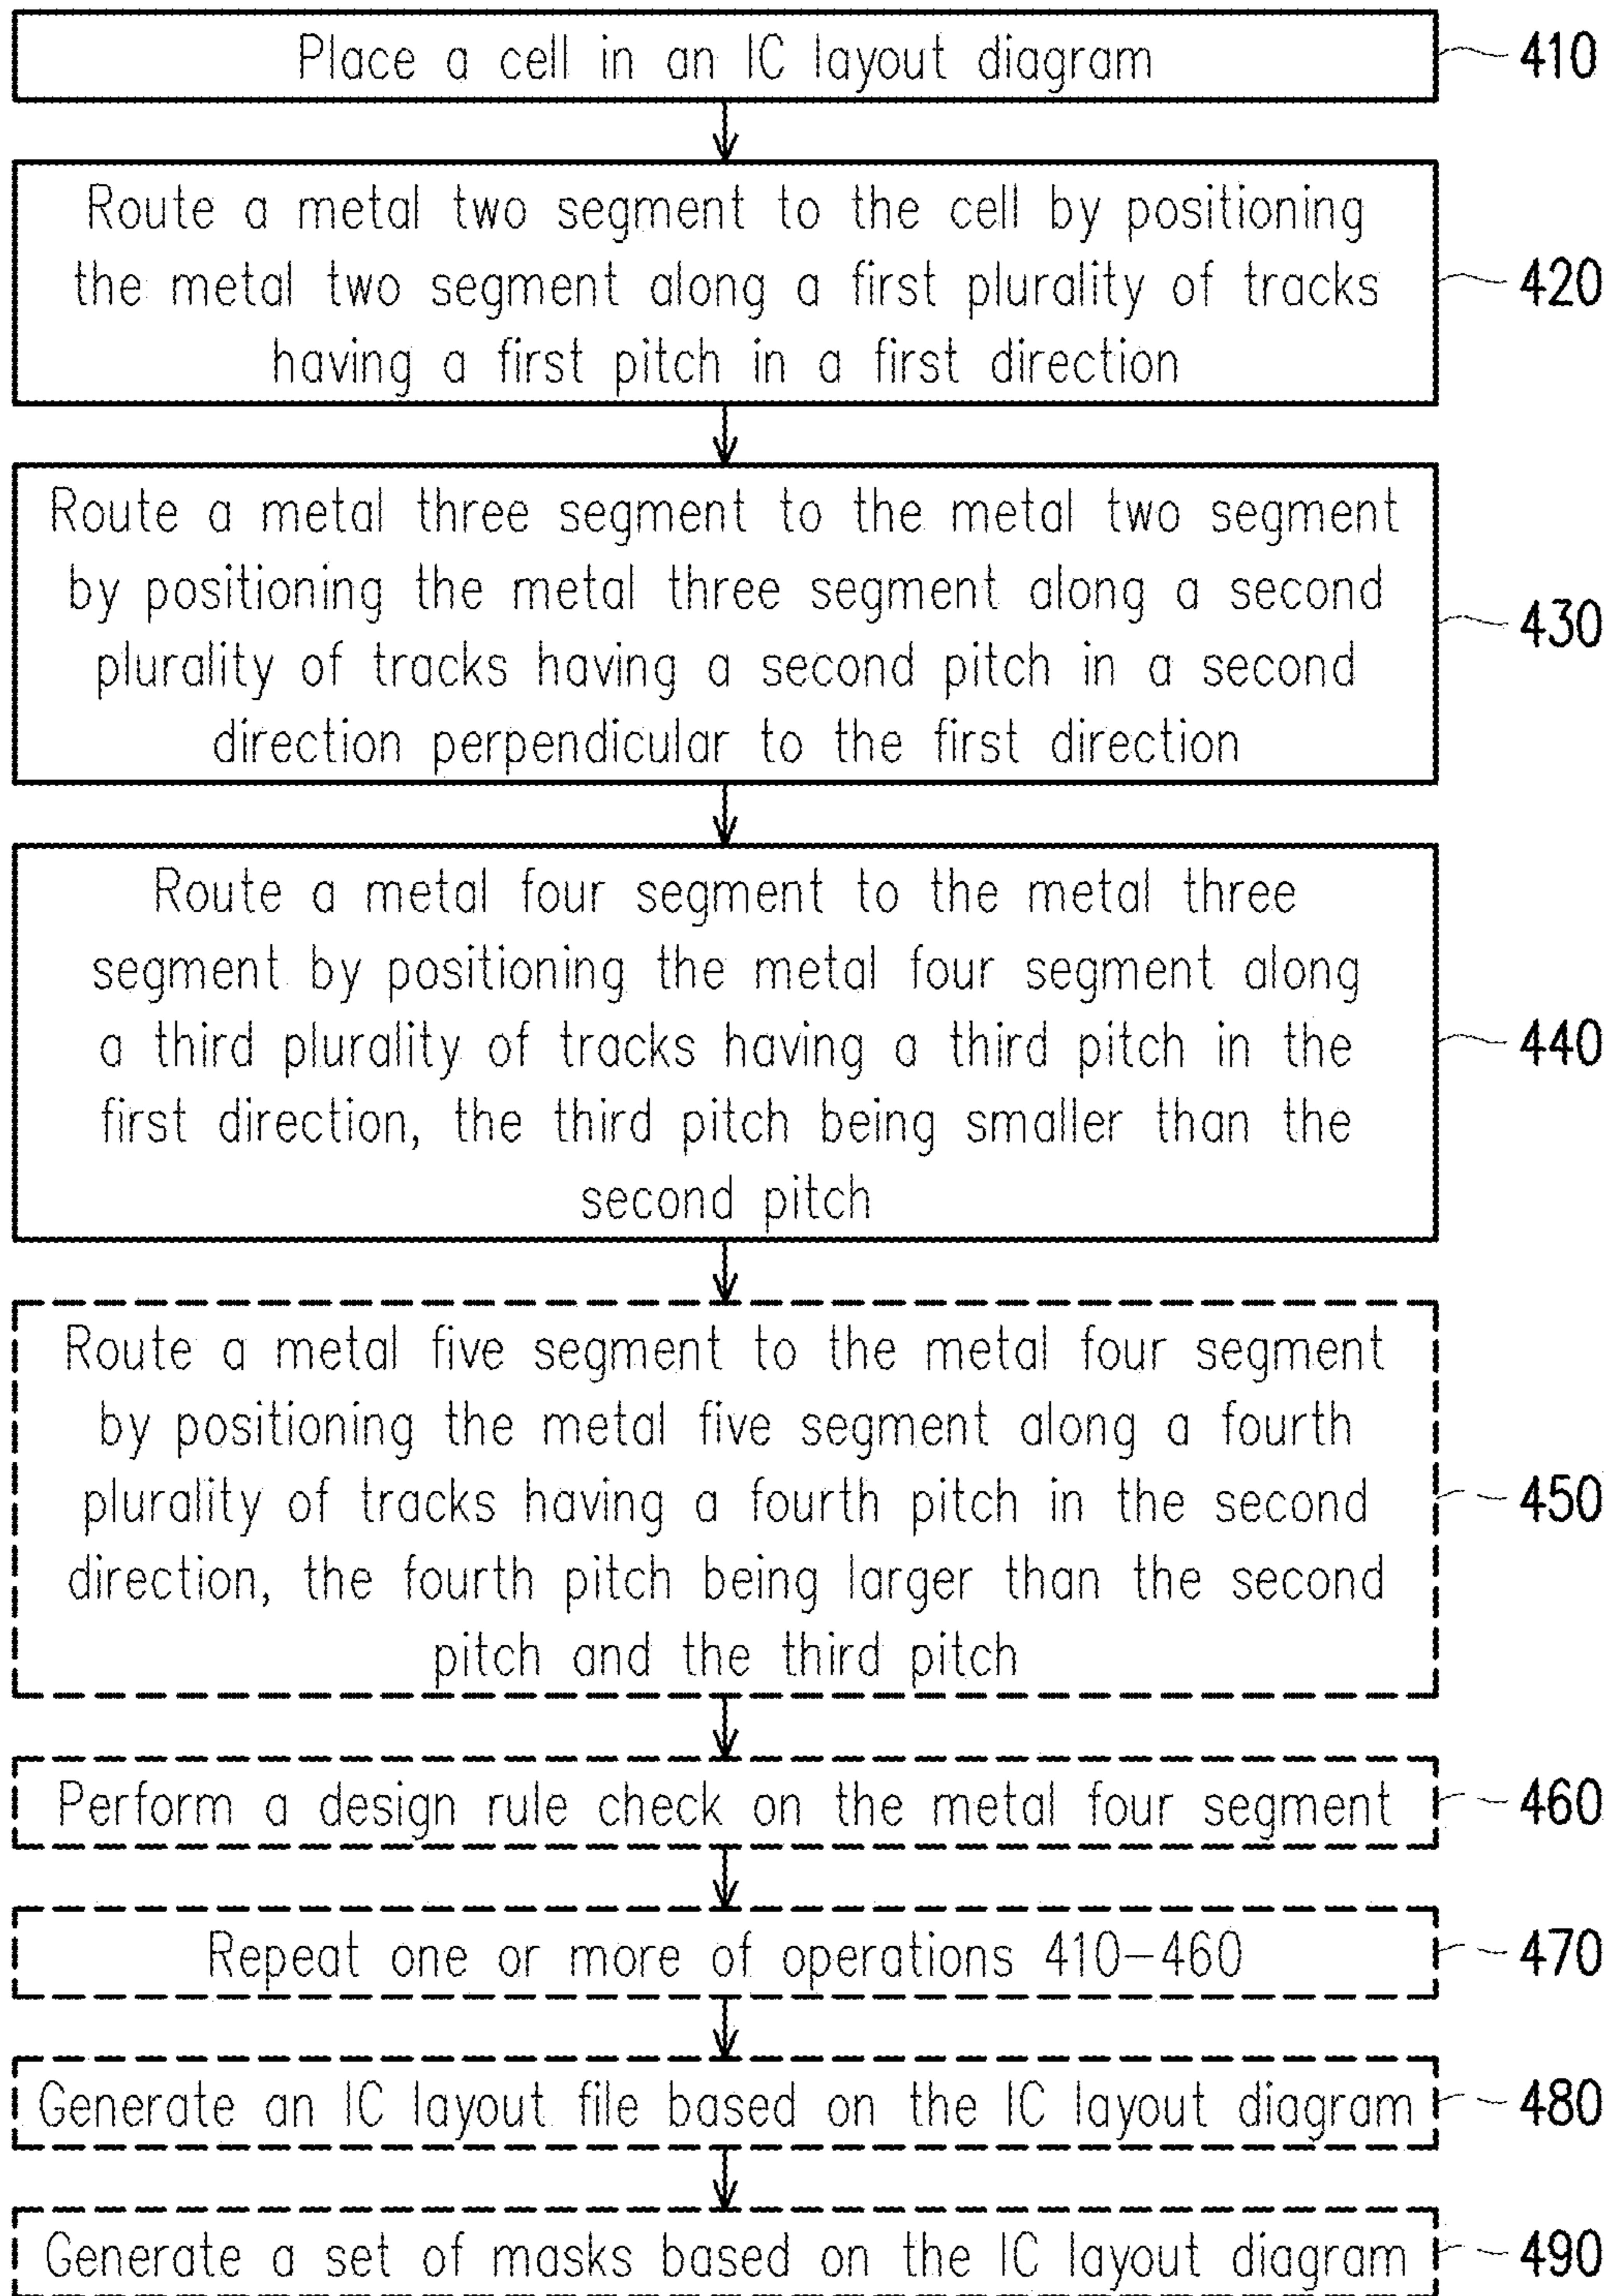 Place a cell in an IC layout diagram
410
Route a metal two segment to the cell by positioning
the metal two segment along a first plurality of tracks
having a first pitch in a first direction
420
Route a metal three segment to the metal two segment
by positioning the metal three segment along a second
plurality of tracks having a second pitch in a second
direction perpendicular to the first direction
430
Route a metal four segment to the metal three
segment by positioning the metal four segment along
a third plurality of tracks having a third pitch in the
first direction, the third pitch being smaller than the
second pitch
440
Route a metal five segment to the metal four segment
by positioning the metal five segment along a fourth
plurality of tracks having a fourth pitch in the second
direction, the fourth pitch being larger than the second
pitch and the third pitch
450
Perform a design rule check on the metal four segment
460
Repeat one or more of operations 410-460
470
Generate an IC layout file based on the IC layout diagram
480
Generate a set of masks based on the IC layout diagram
490